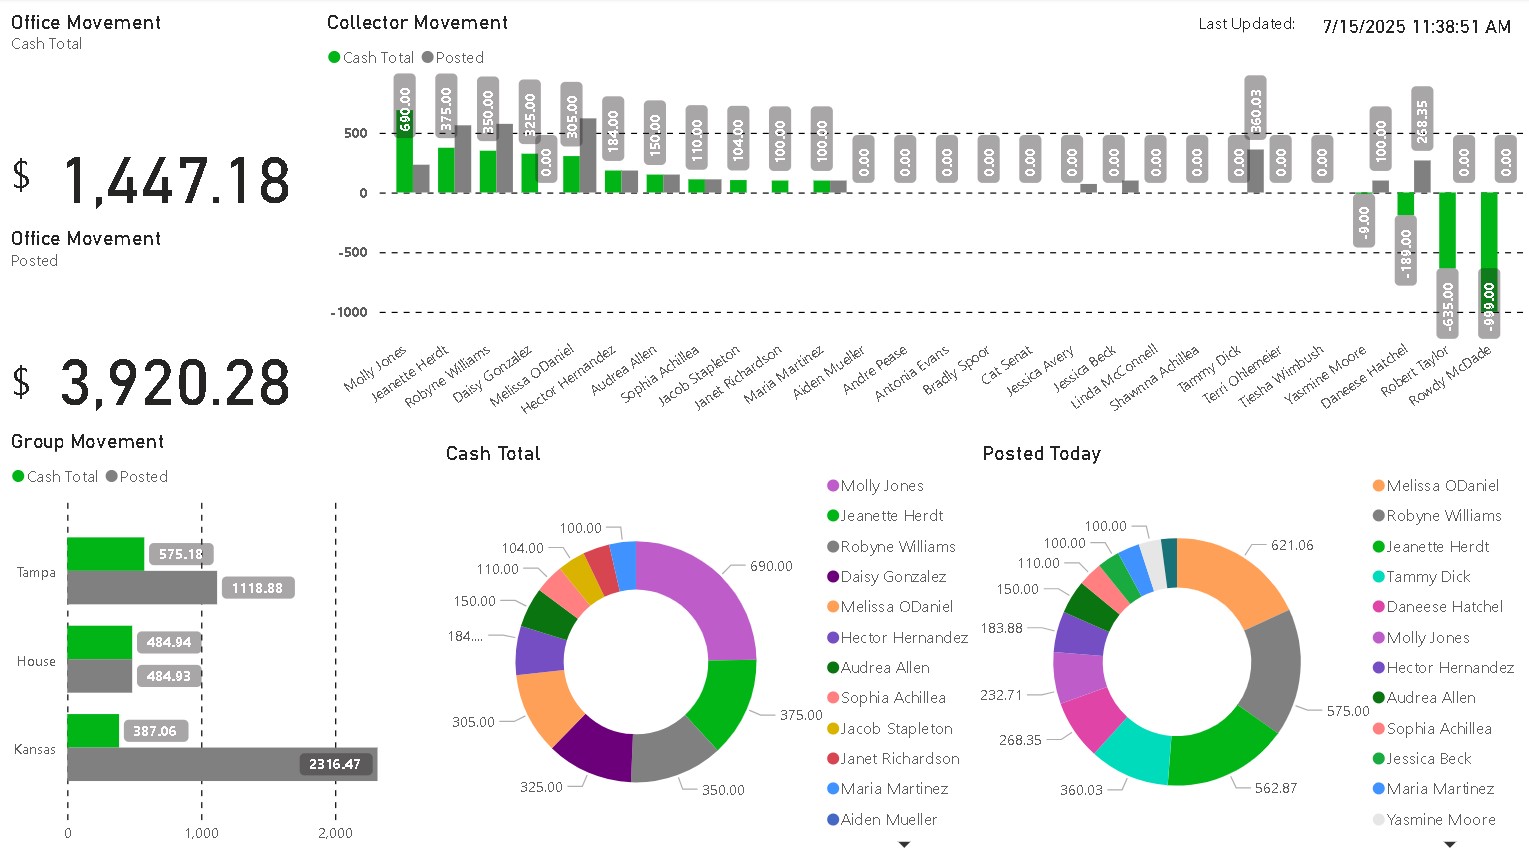 Office Movement
Cash Total
$ 1,447.18
Office Movement
Posted
$ 3,920.28
Collector Movement
Last Updated: 7/15/2025 11:38:51 AM
Cash Total Posted
690.00 375.00 350.00 325.00 0.00 305.00 184.00 150.00 110.00 104.00 100.00 100.00 0.00 0.00 0.00 0.00 0.00 0.00 0.00 0.00 0.00 0.00 360.03 0.00 0.00 -9.00 100.00 -189.00 268.35 -635.00 0.00 -999.00 0.00
500
0
-500
-1000
Molly Jones
Jeanette Herdt
Robyne Williams
Daisy Gonzalez
Melissa ODaniel
Hector Hernandez
Audrea Allen
Sophia Achillea
Jacob Stapleton
Janet Richardson
Maria Martinez
Aiden Mueller
Andre Pease
Antonia Evans
Bradly Spoor
Cat Senat
Jessica Avery
Jessica Beck
Linda McConnell
Shawnna Achillea
Tammy Dick
Terri Ohlemeier
Tiesha Wimbush
Yasmine Moore
Daneese Hatchel
Robert Taylor
Rowdy McDade
Group Movement
Cash Total Posted
Tampa
575.18
1118.88
House
484.94
484.93
Kansas
387.06
2316.47
0 1,000 2,000
Cash Total
690.00
375.00
350.00
325.00
305.00
184....
150.00
110.00
104.00
100.00
Molly Jones
Jeanette Herdt
Robyne Williams
Daisy Gonzalez
Melissa ODaniel
Hector Hernandez
Audrea Allen
Sophia Achillea
Jacob Stapleton
Janet Richardson
Maria Martinez
Aiden Mueller
Posted Today
621.06
575.00
562.87
360.03
268.35
232.71
183.88
150.00
110.00
100.00
100.00
Melissa ODaniel
Robyne Williams
Jeanette Herdt
Tammy Dick
Daneese Hatchel
Molly Jones
Hector Hernandez
Audrea Allen
Sophia Achillea
Jessica Beck
Maria Martinez
Yasmine Moore